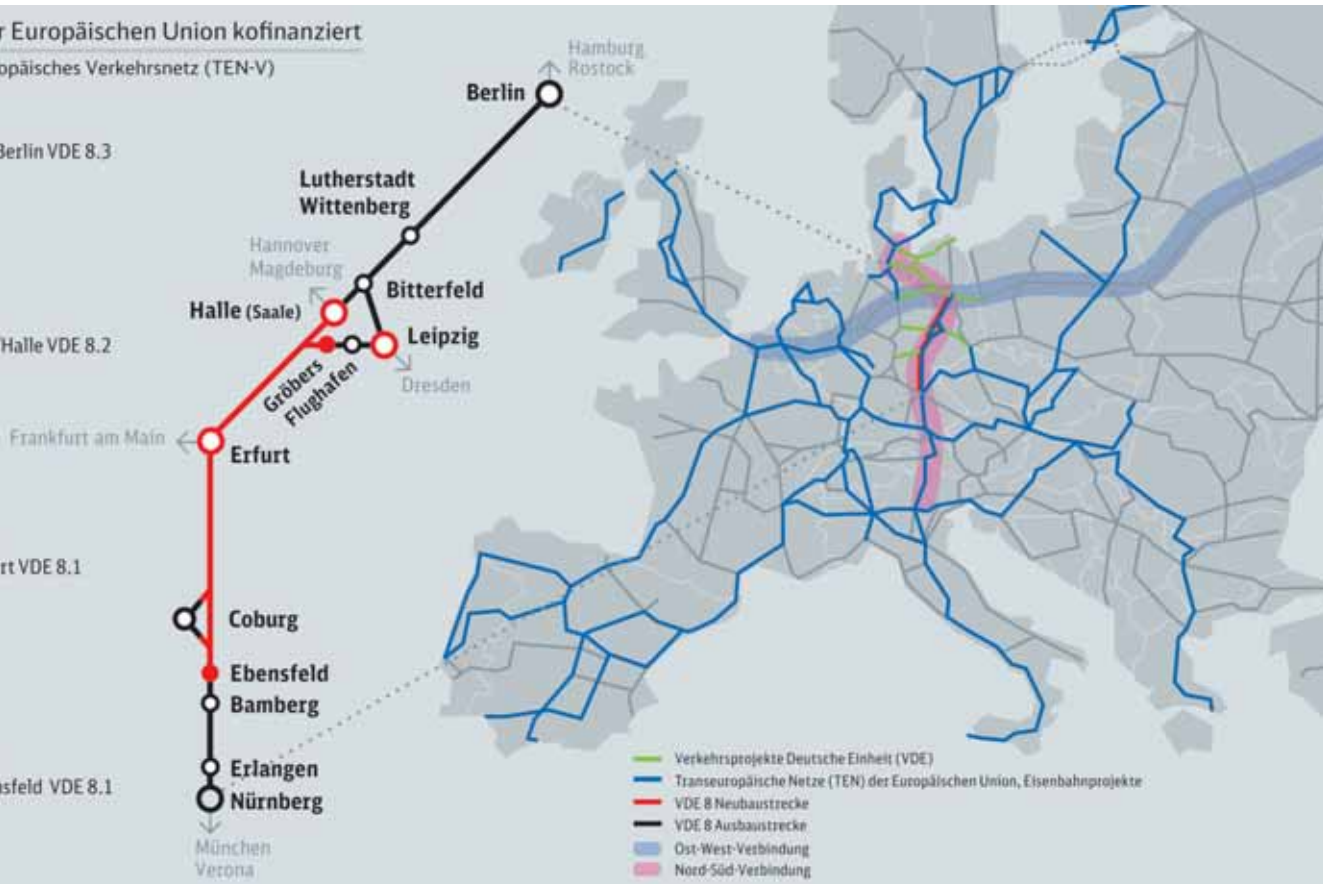 r Europäischen Union kofinanziert
opäisches Verkehrsnetz (TEN-V)
Berlin VDE 8.3
/Halle VDE 8.2
rt VDE 8.1
nsfeld VDE 8.1
Hamburg
Rostock
Berlin
Lutherstadt
Wittenberg
Hannover
Magdeburg
Bitterfeld
Halle (Saale)
Leipzig
Gröbers
Flughafen
Dresden
Frankfurt am Main
Erfurt
Coburg
Ebensfeld
Bamberg
Erlangen
Nürnberg
München
Verona
Verkehrsprojekte Deutsche Einheit (VDE)
Transeuropäische Netze (TEN) der Europäischen Union, Eisenbahnprojekte
VDE 8 Neubaustrecke
VDE 8 Ausbaustrecke
Ost-West-Verbindung
Nord-Süd-Verbindung